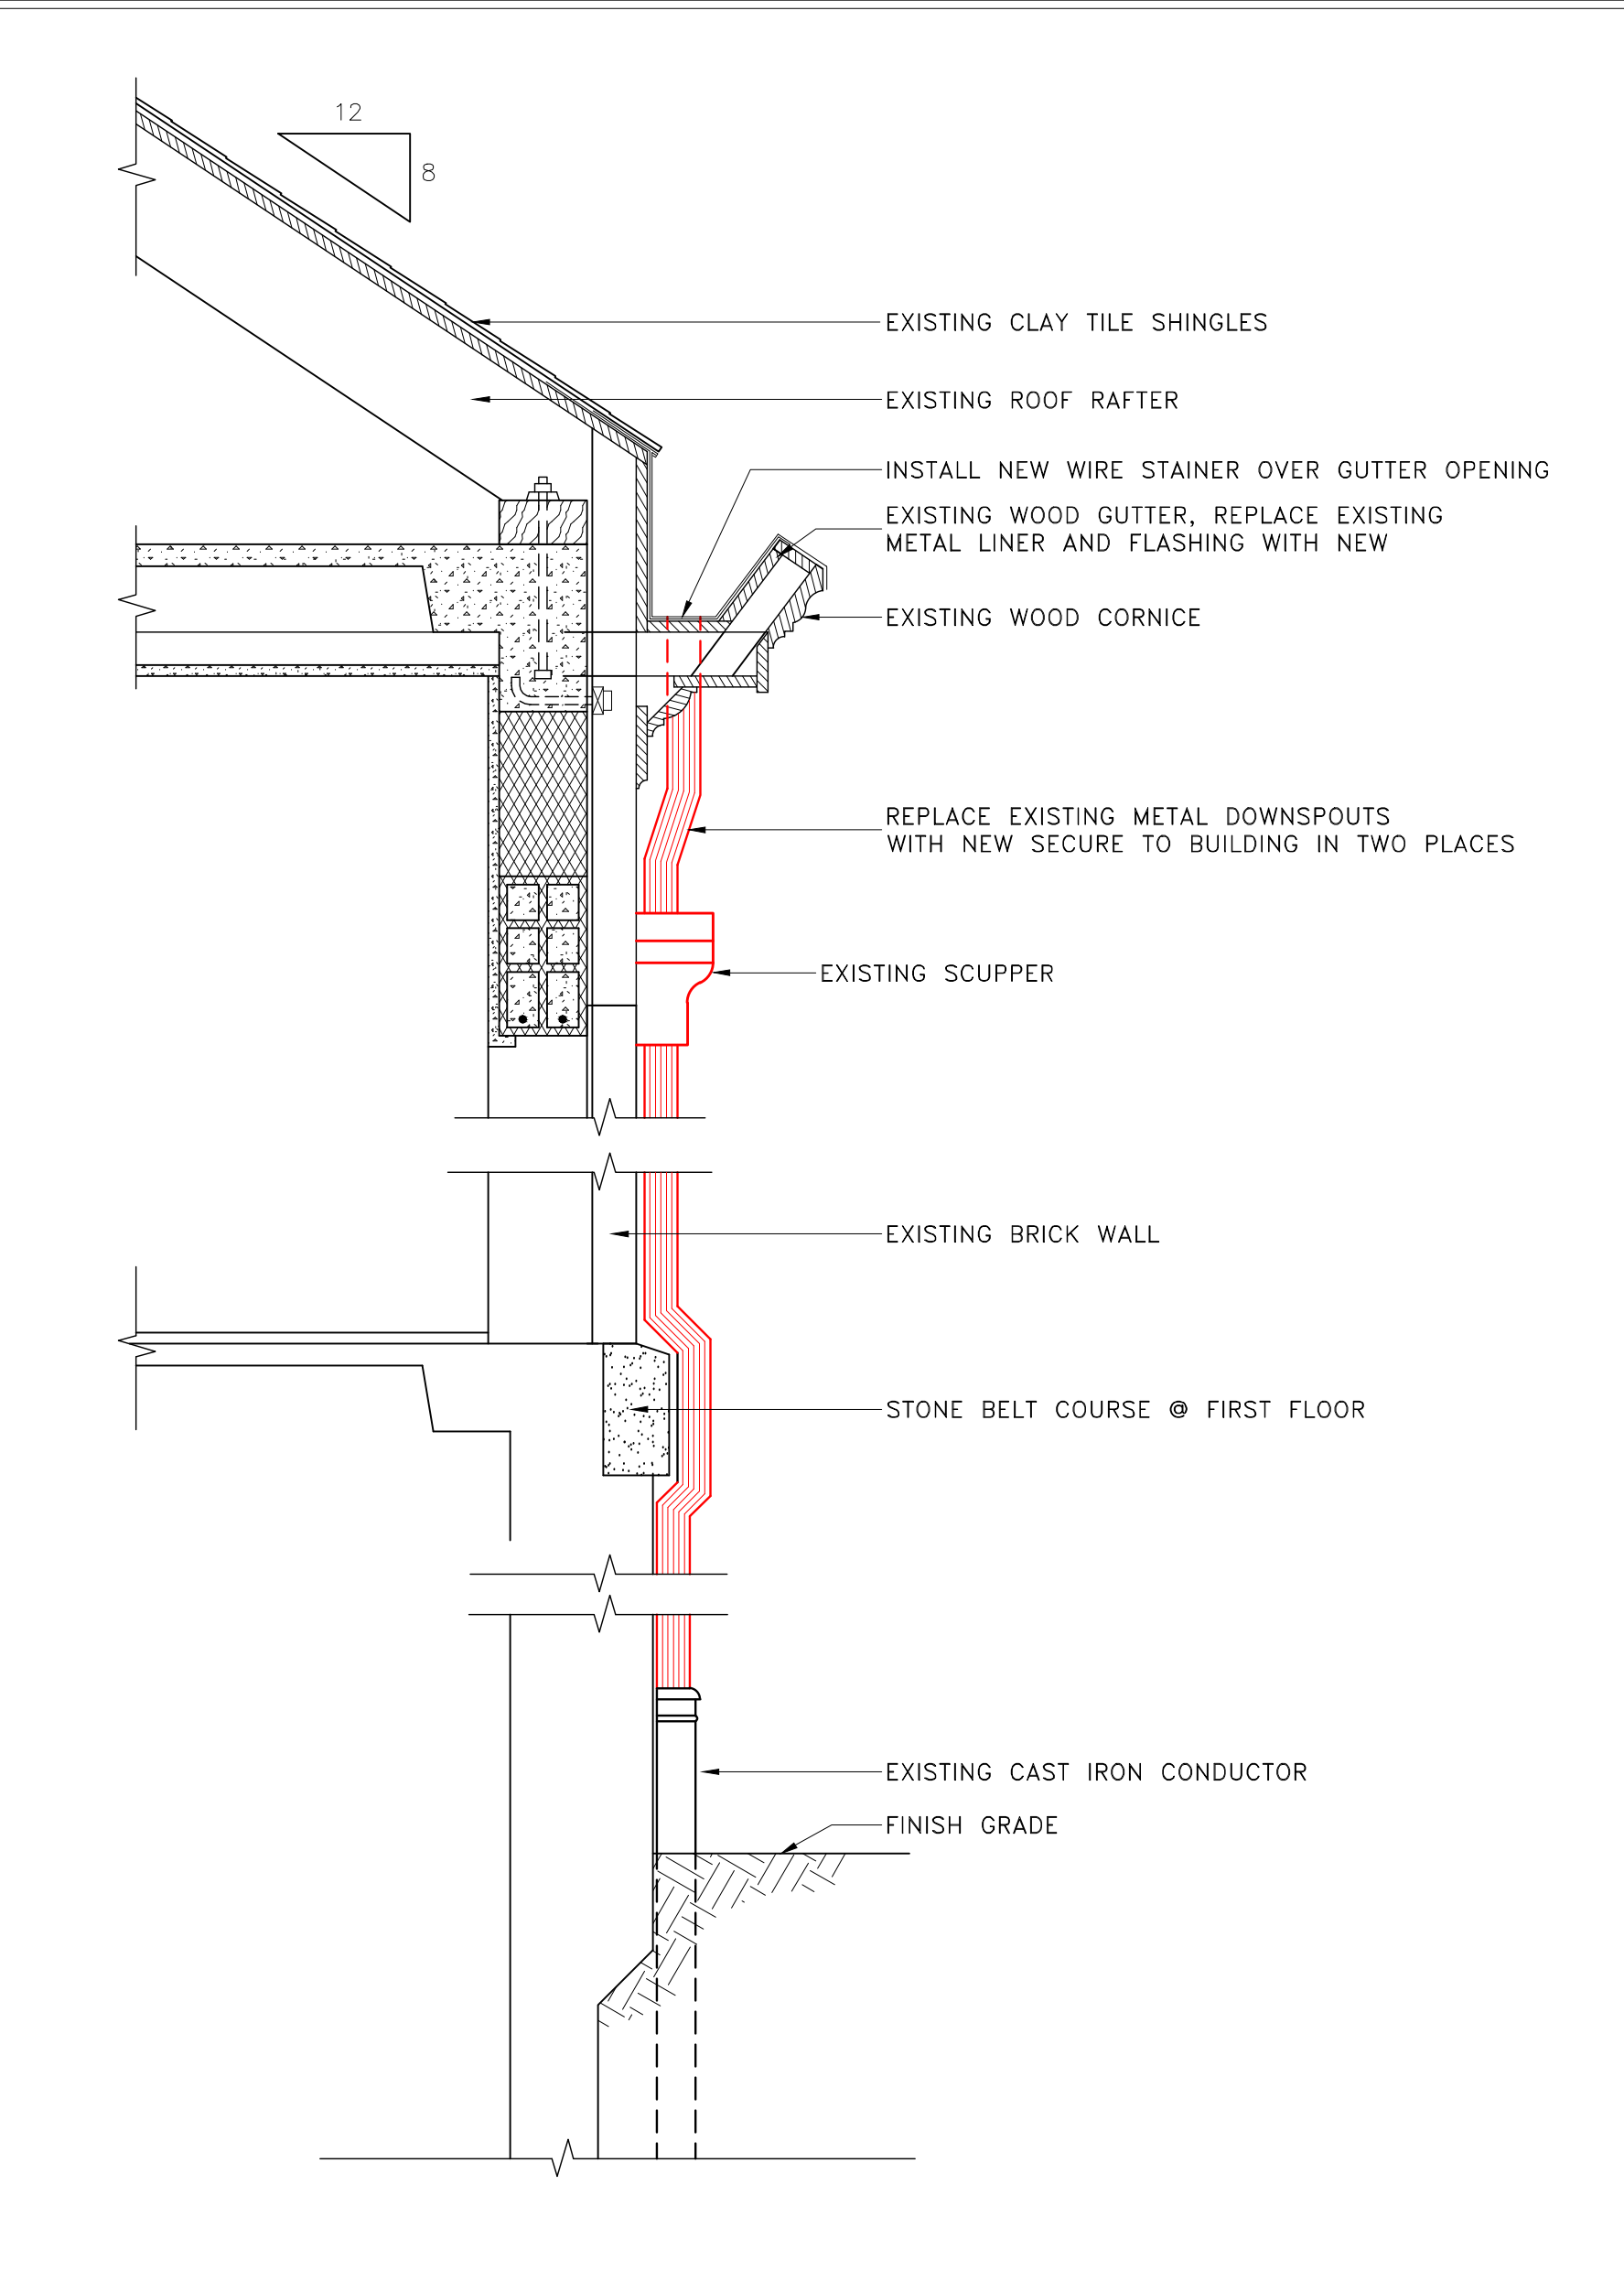 12
8
EXISTING CLAY TILE SHINGLES
EXISTING ROOF RAFTER
INSTALL NEW WIRE STAINER OVER GUTTER OPENING
EXISTING WOOD GUTTER, REPLACE EXISTING
METAL LINER AND FLASHING WITH NEW
EXISTING WOOD CORNICE
REPLACE EXISTING METAL DOWNSPOUTS
WITH NEW SECURE TO BUILDING IN TWO PLACES
EXISTING SCUPPER
EXISTING BRICK WALL
STONE BELT COURSE @ FIRST FLOOR
EXISTING CAST IRON CONDUCTOR
FINISH GRADE